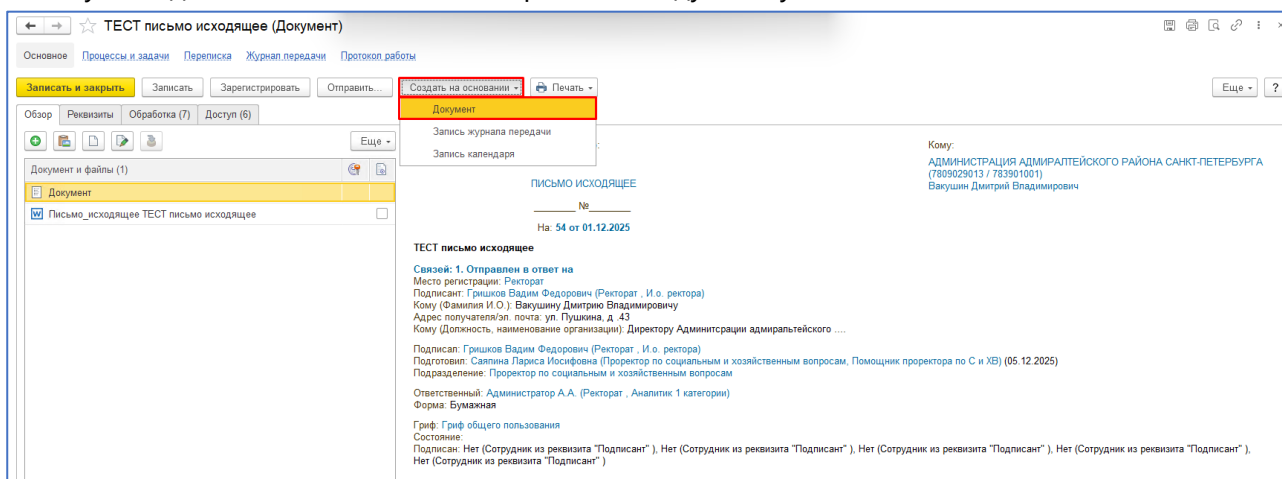 ТЕСТ письмо исходящее (Документ)
Основное Процессы и задачи Переписка Журнал передачи Протокол работы
Записать и закрыть Записать Зарегистрировать Отправить... Создать на основании Печать Еще ?
Обзор Реквизиты Обработка (7) Доступ (6)
Документ
Запись журнала передачи
Запись календаря
Еще
Документ и файлы (1)
Документ
Письмо_исходящее ТЕСТ письмо исходящее
Кому:
АДМИНИСТРАЦИЯ АДМИРАЛТЕЙСКОГО РАЙОНА САНКТ-ПЕТЕРБУРГА
(7809029013 / 783901001)
Вакушин Дмитрий Владимирович
ПИСЬМО ИСХОДЯЩЕЕ
________ №________
На: 54 от 01.12.2025
ТЕСТ письмо исходящее
Связей: 1. Отправлен в ответ на
Место регистрации: Ректорат
Подписант: Гришков Вадим Федорович (Ректорат , И.о. ректора)
Кому (Фамилия И.О.): Вакушину Дмитрию Владимировичу
Адрес получателя/эл. почта: ул. Пушкина, д .43
Кому (Должность, наименование организации): Директору Админитсрации адмиральтейского ....
Подписал: Гришков Вадим Федорович (Ректорат , И.о. ректора)
Подготовил: Саяпина Лариса Иосифовна (Проректор по социальным и хозяйственным вопросам, Помощник проректора по С и ХВ) (05.12.2025)
Подразделение: Проректор по социальным и хозяйственным вопросам
Ответственный: Администратор А.А. (Ректорат , Аналитик 1 категории)
Форма: Бумажная
Гриф: Гриф общего пользования
Состояние:
Подписан: Нет (Сотрудник из реквизита "Подписант" ), Нет (Сотрудник из реквизита "Подписант" ), Нет (Сотрудник из реквизита "Подписант" ), Нет (Сотрудник из реквизита "Подписант" ), Нет (Сотрудник из реквизита "Подписант" ),
Нет (Сотрудник из реквизита "Подписант" )